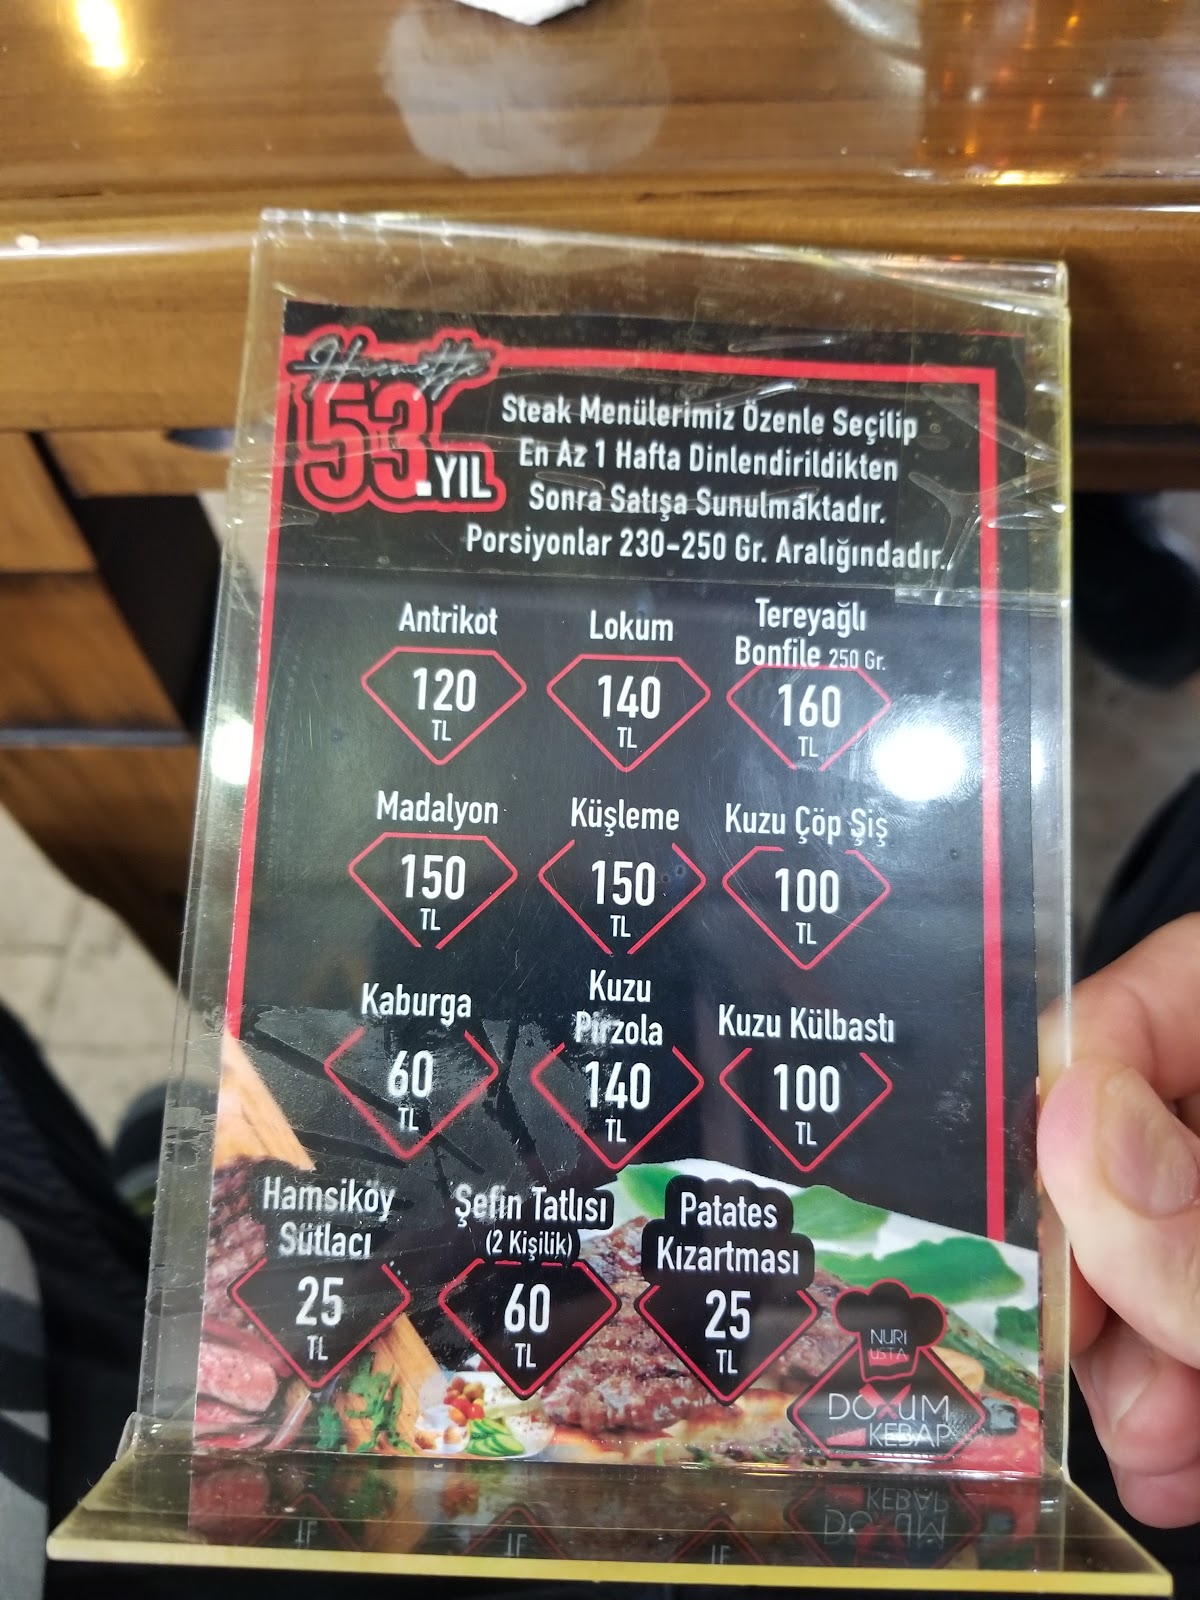 Hizmette
53.YIL
Steak Menülerimiz Özenle Seçilip
En Az 1 Hafta Dinlendirildikten
Sonra Satışa Sunulmaktadır.
Porsiyonlar 230-250 Gr. Aralığındadır..
Antrikot
120
TL
Lokum
140
TL
Tereyağlı
Bonfile 250 Gr.
160
TL
Madalyon
150
TL
Küşleme
150
TL
Kuzu Çöp Şiş
100
TL
Kaburga
60
TL
Kuzu
Pirzola
140
TL
Kuzu Külbastı
100
TL
Hamsiköy
Sütlacı
25
TL
Şefin Tatlısı
(2 Kişilik)
60
TL
Patates
Kızartması
25
TL
NURİ
USTA
DOYUM
KEBAP